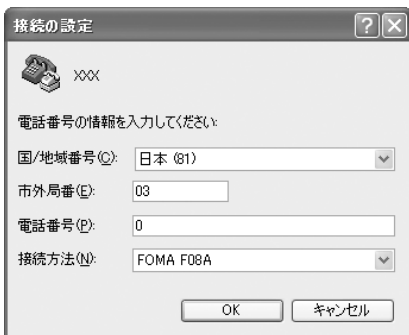 接続の設定
xxx
電話番号の情報を入力してください:
国/地域番号(C): 日本 (81)
市外局番(E): 03
電話番号(P): 0
接続方法(N): FOMA F08A
OK キャンセル